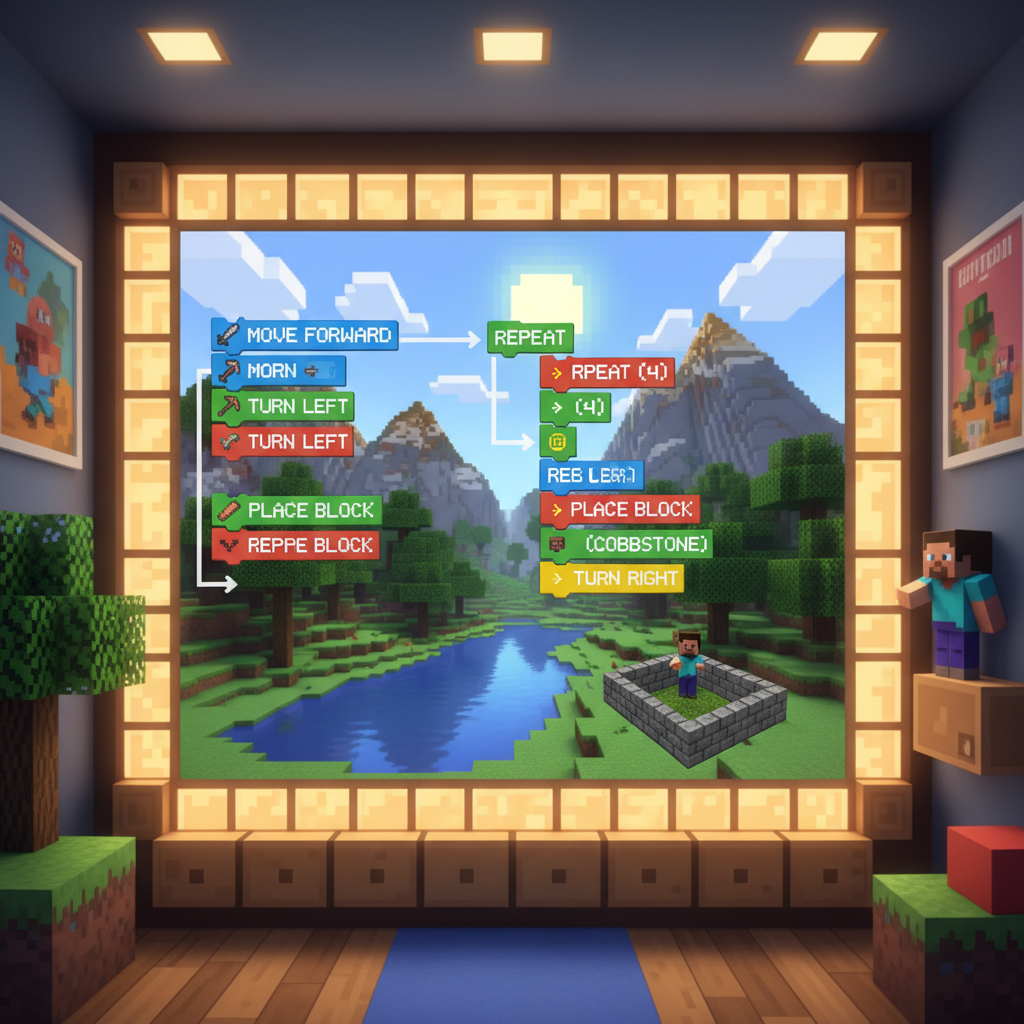 MOVE FORWARD
MORN
TURN LEFT
TURN LEFT
PLACE BLOCK
REPPE BLOCK
REPEAT
RPEAT (4)
(4)
REB
PLACE BLOCK
(COBBSTONE)
TURN RIGHT